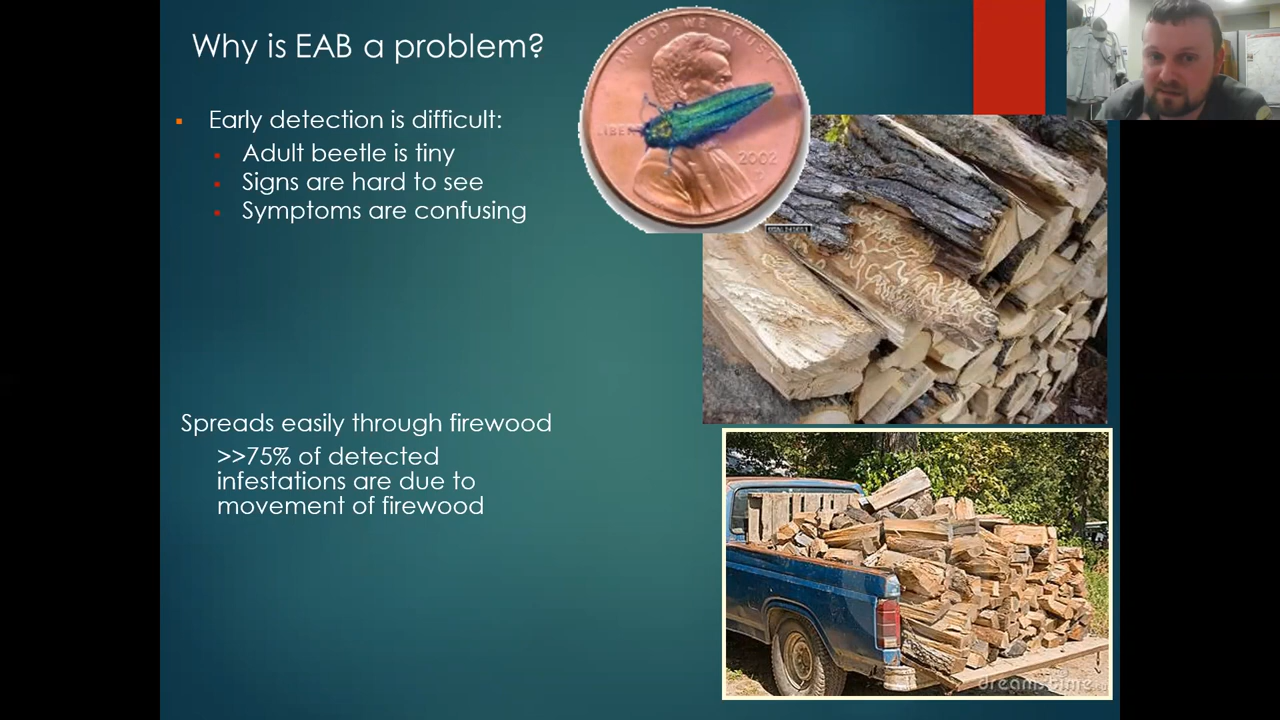 Why is EAB a problem?
Early detection is difficult:
Adult beetle is tiny
Signs are hard to see
Symptoms are confusing
IN GOD WE TRUST
2002
Spreads easily through firewood
>>75% of detected
infestations are due to
movement of firewood
dreamstime